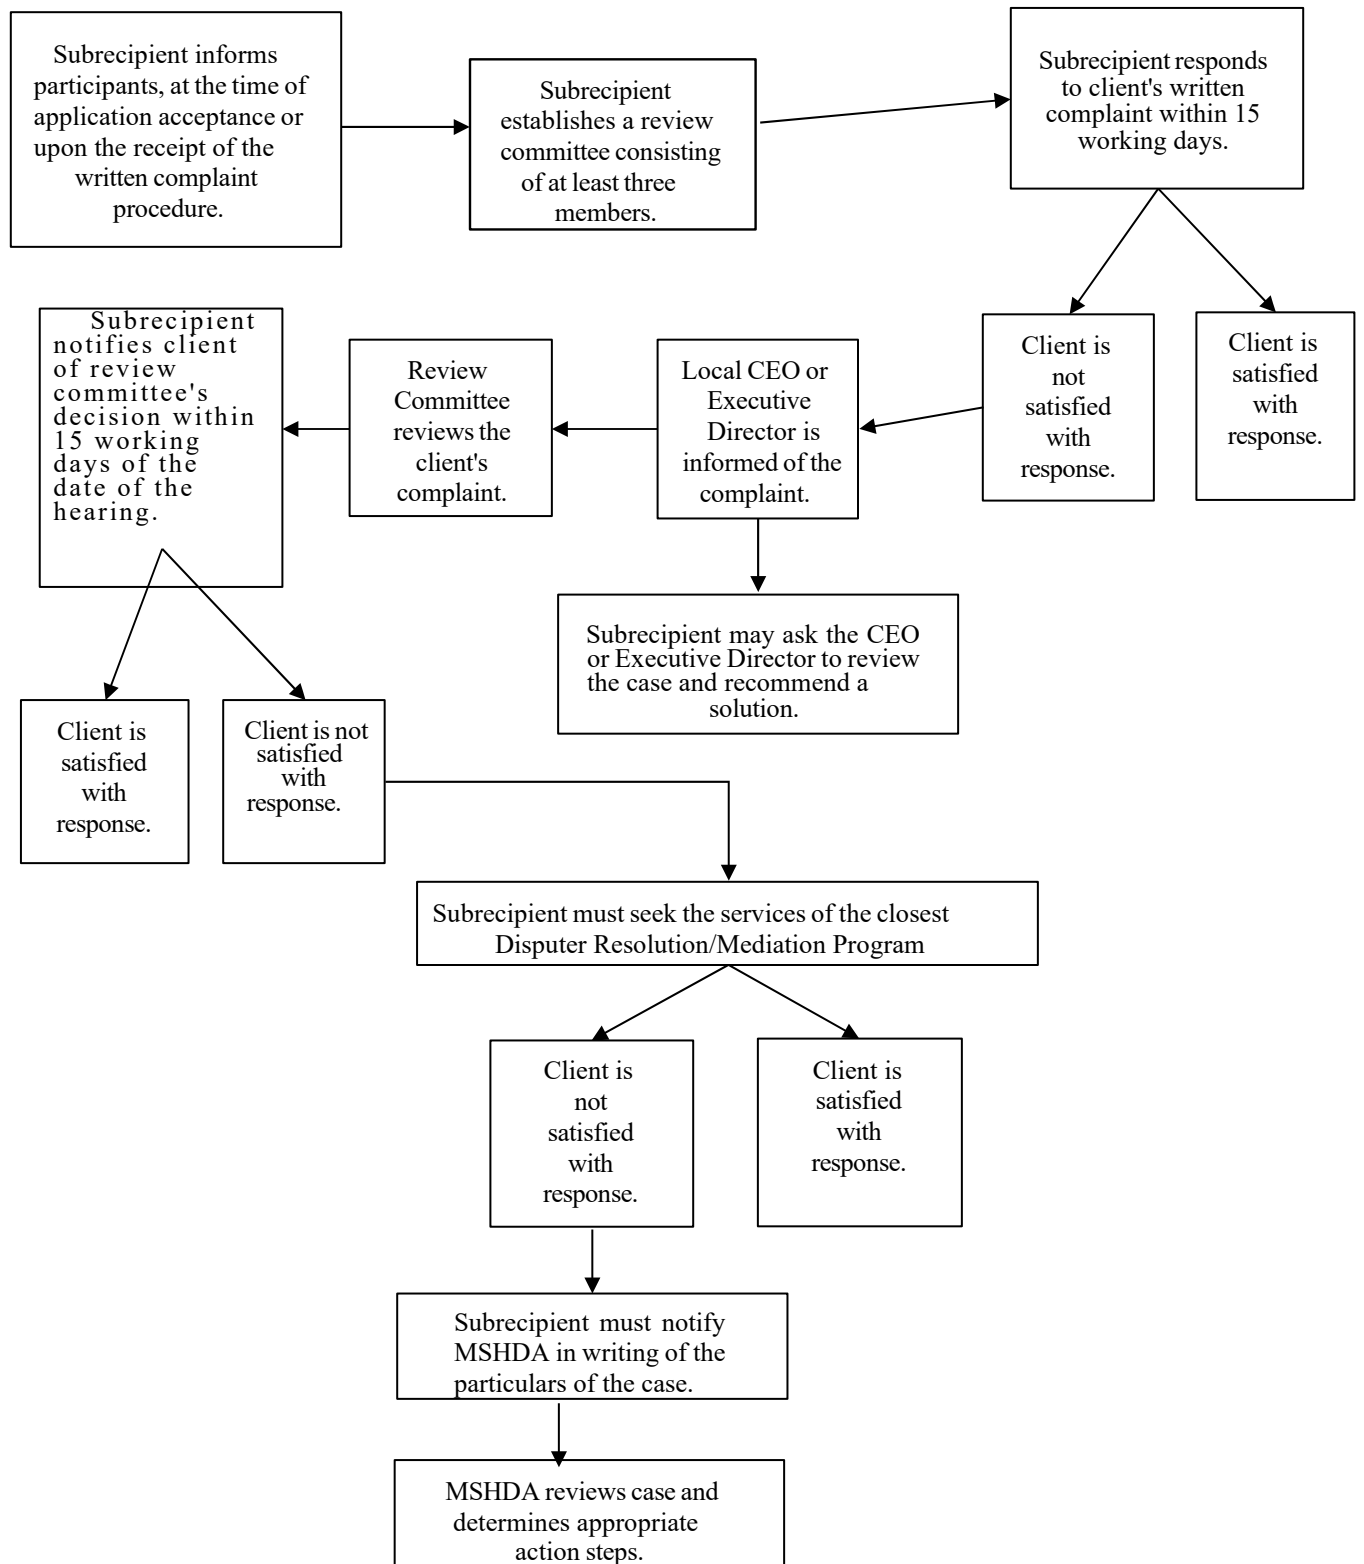 Subrecipient informs
participants, at the time of
application acceptance or
upon the receipt of the
written complaint
procedure.
Subrecipient
establishes a review
committee consisting
of at least three
members.
Subrecipient responds
to client's written
complaint within 15
working days.
Subrecipient
notifies client
of review
committee's
decision within
15 working
days of the
date of the
hearing.
Review
Committee
reviews the
client's
complaint.
Local CEO or
Executive
Director is
informed of the
complaint.
Client is
not
satisfied
with
response.
Client is
satisfied
with
response.
Subrecipient may ask the CEO
or Executive Director to review
the case and recommend a
solution.
Client is
satisfied
with
response.
Client is not
satisfied
with
response.
Subrecipient must seek the services of the closest
Disputer Resolution/Mediation Program
Client is
not
satisfied
with
response.
Client is
satisfied
with
response.
Subrecipient must notify
MSHDA in writing of the
particulars of the case.
MSHDA reviews case and
determines appropriate
action steps.